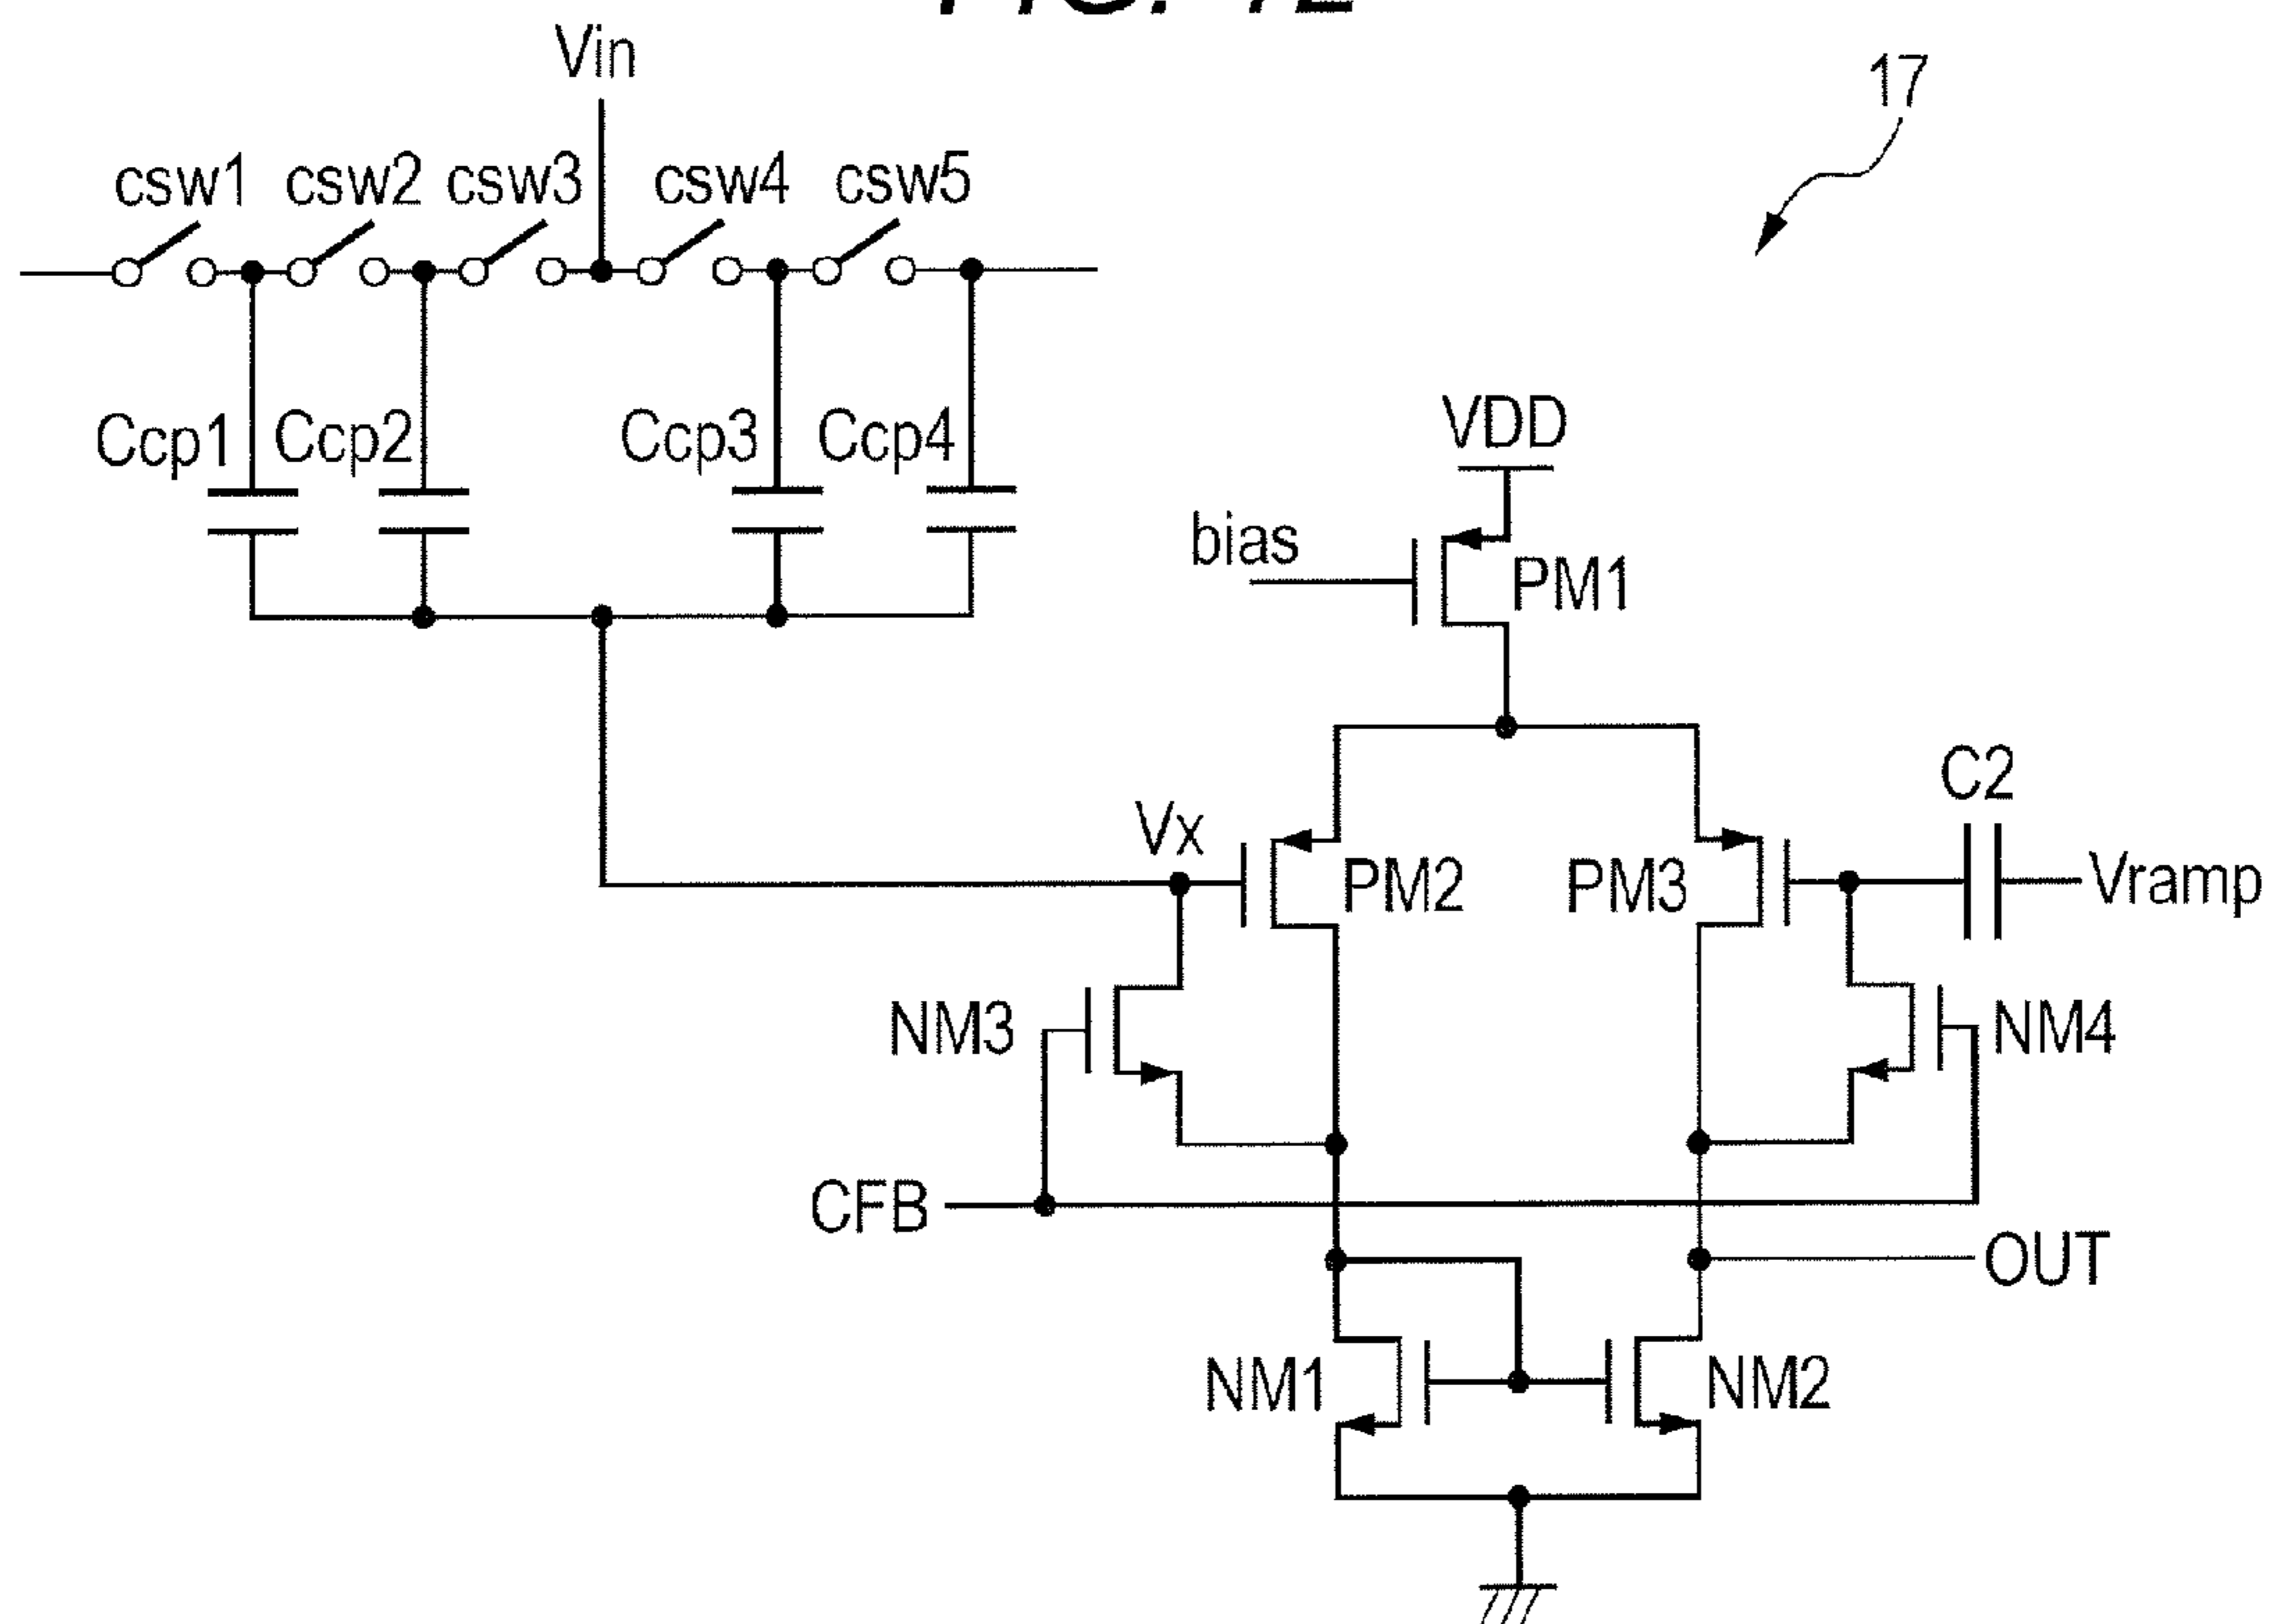 Vin
17
csw1 csw2 csw3 csw4 csw5
Ccp1 Ccp2 Ccp3 Ccp4
VDD
bias
PM1
C2
Vx
PM2 PM3 Vramp
NM3 NM4
CFB
OUT
NM1 NM2